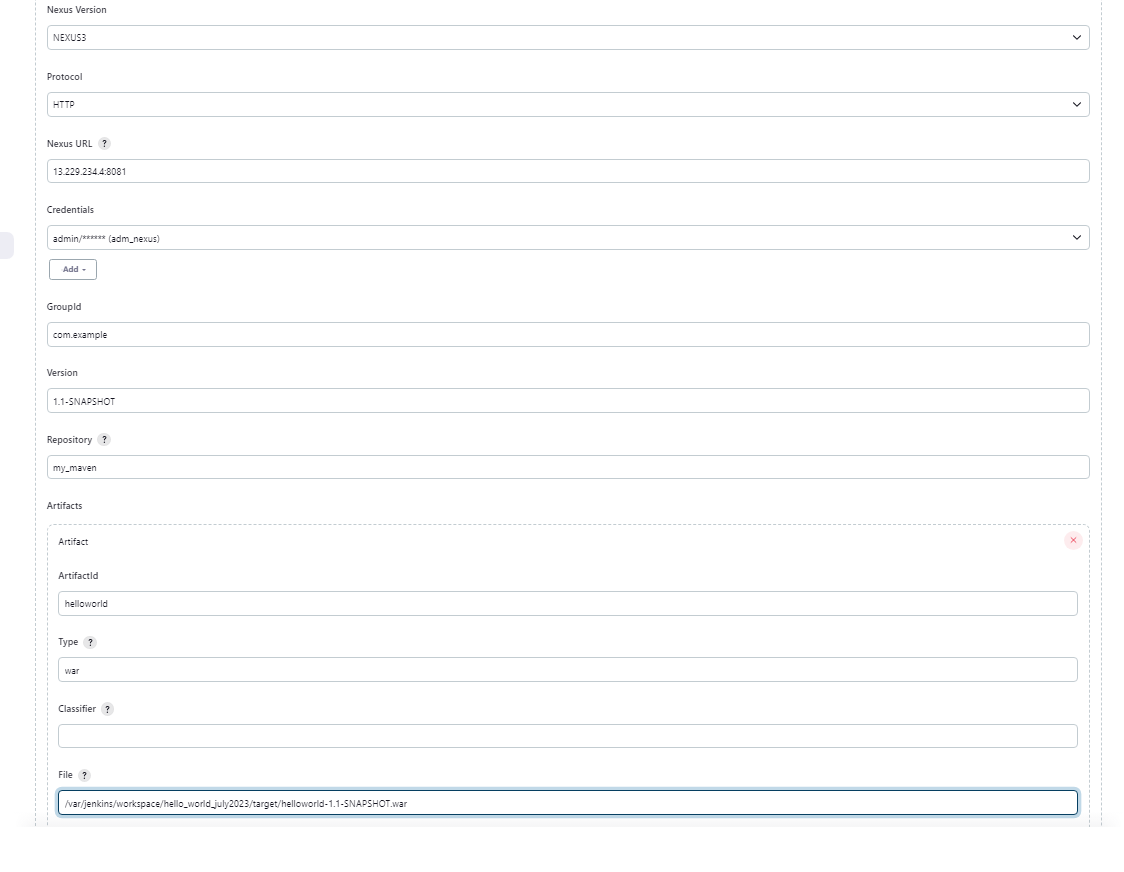 Nexus Version
NEXUS3
Protocol
HTTP
Nexus URL ?
13.229.234.4:8081
Credentials
admin/****** (adm_nexus)
Add
GroupId
com.example
Version
1.1-SNAPSHOT
Repository ?
my_maven
Artifacts
Artifact
ArtifactId
helloworld
Type ?
war
Classifier ?
File ?
/var/jenkins/workspace/hello_world_july2023/target/helloworld-1.1-SNAPSHOT.war